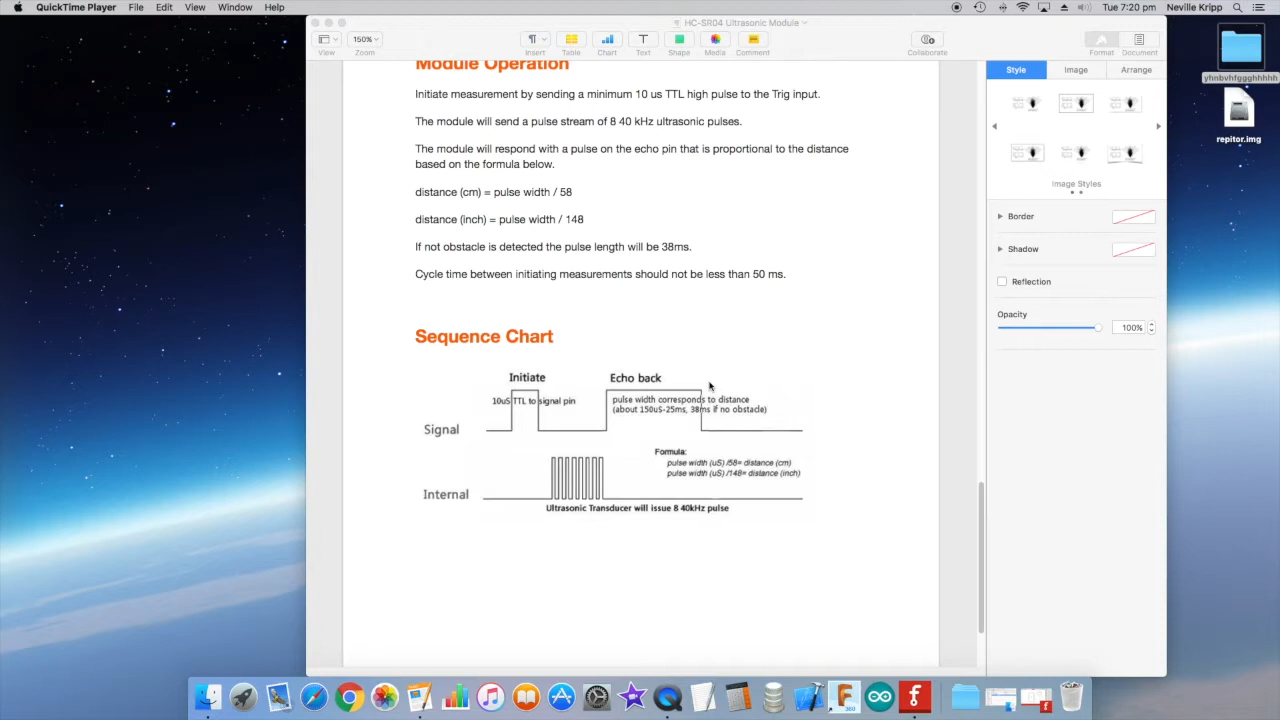 QuickTime Player File Edit View Window Help
Tue 7:20 pm Neville Kripp
HC-SR04 Ultrasonic Module
150%
View Zoom Insert Table Chart Text Shape Media Comment Collaborate Format Document
Style Image Arrange
Module Operation
Initiate measurement by sending a minimum 10 us TTL high pulse to the Trig input.
The module will send a pulse stream of 8 40 kHz ultrasonic pulses.
The module will respond with a pulse on the echo pin that is proportional to the distance
based on the formula below.
distance (cm) = pulse width / 58
distance (inch) = pulse width / 148
If not obstacle is detected the pulse length will be 38ms.
Cycle time between initiating measurements should not be less than 50 ms.
Sequence Chart
Initiate
Echo back
10uS TTL to signal pin
pulse width corresponds to distance
(about 150uS-25ms, 38ms if no obstacle)
Signal
Formula:
pulse width (uS) /58= distance (cm)
pulse width (uS) /148= distance (inch)
Internal
Ultrasonic Transducer will issue 8 40kHz pulse
Image Styles
Border
Shadow
Reflection
Opacity
100%
yhnbvhfggghhhhh
repitor.img